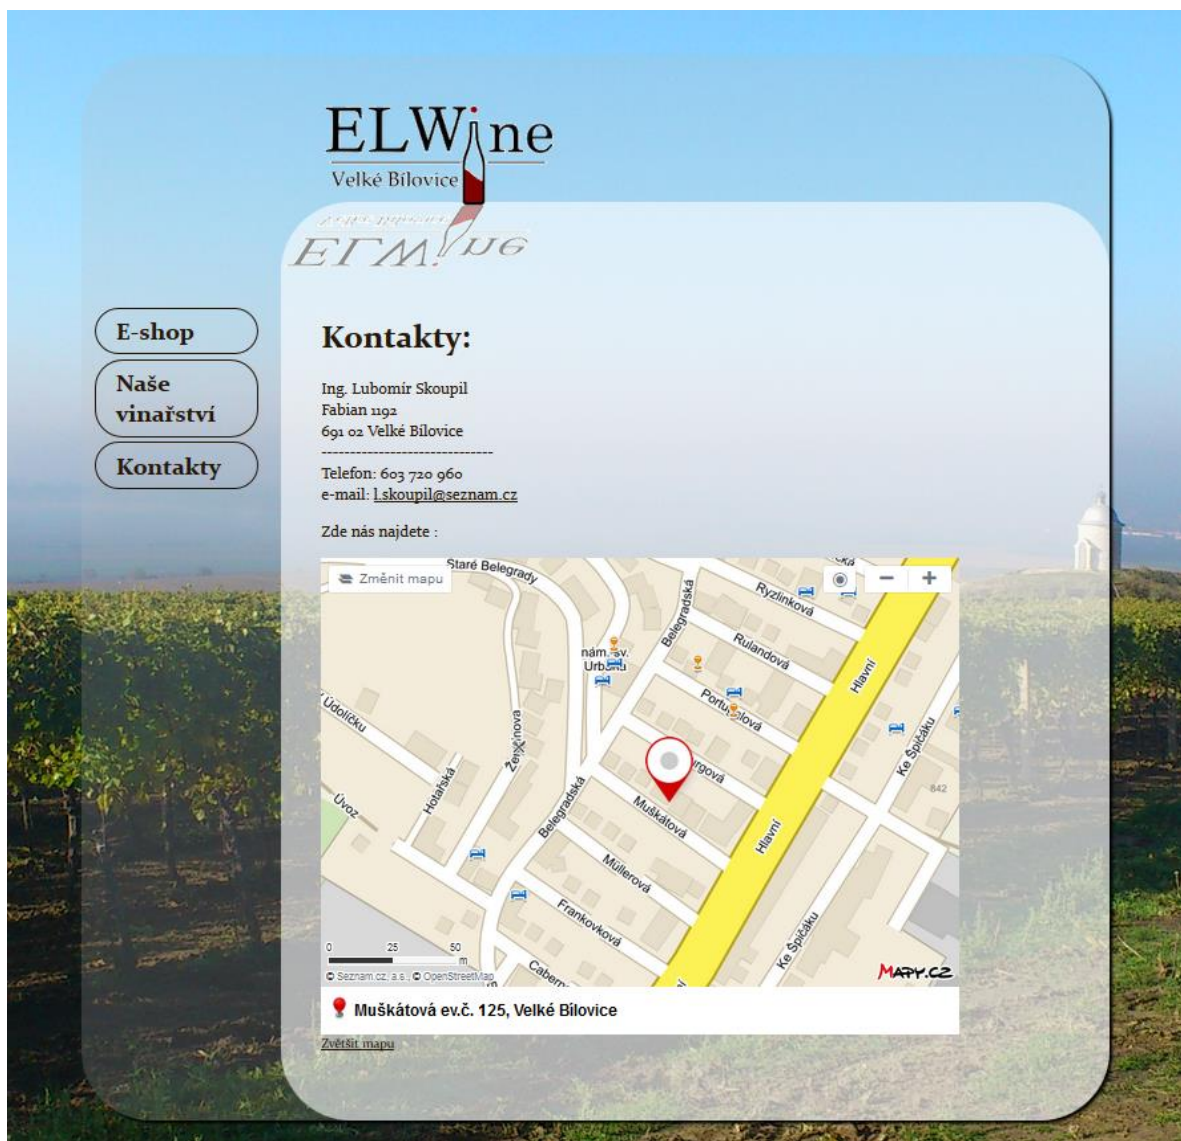 ELWine
Velké Bílovice
E-shop
Naše
vinařství
Kontakty
Kontakty:
Ing. Lubomír Skoupil
Fabian 1192
691 02 Velké Bílovice
------------------------------
Telefon: 603 720 960
e-mail: l.skoupil@seznam.cz
Zde nás najdete :
Změnit mapu
Staré Belegrady
Belegradská
Ryzlinková
Rulandová
Hlavní
nám. sv.
Urbana
Portugalová
Údolíčku
Hotařská
Úvoz
Belegradská
Muškátová
Ke Špičáku
842
Hlavní
Müllerová
Frankovková
Ke Špičáku
0 25 50
m
© Seznam.cz, a.s., © OpenStreetMap
Mapy.cz
Muškátová ev.č. 125, Velké Bílovice
Zvětšit mapu